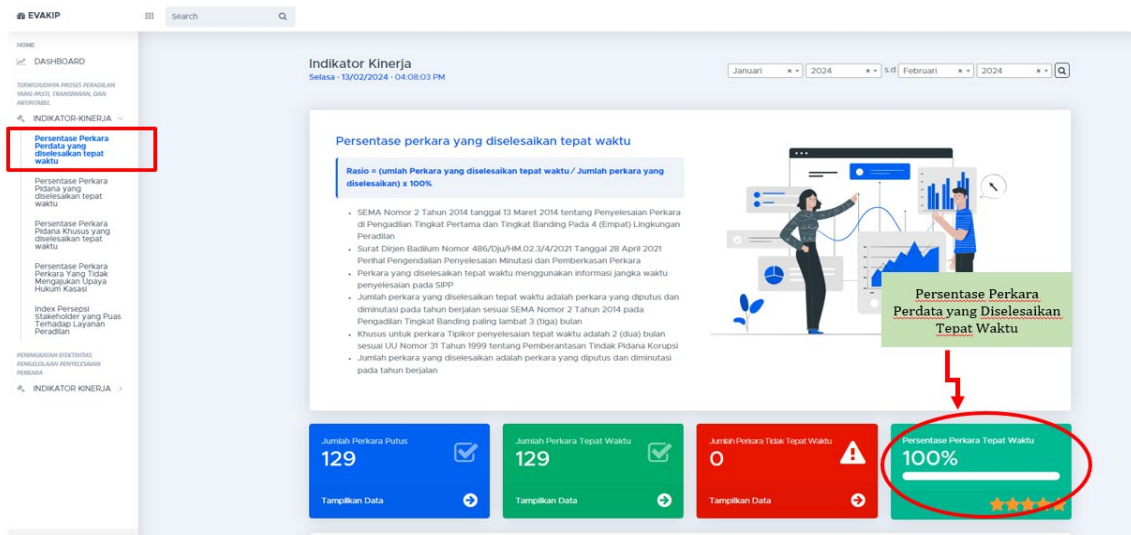 EVAKIP
Search
HOME
DASHBOARD
TERWUJUDNYA PROSES PERADILAN
YANG PASTI, TRANSPARAN, DAN
AKUNTABEL
INDIKATOR-KINERJA
Persentase Perkara
Perdata yang
diselesaikan tepat
waktu
Persentase Perkara
Pidana yang
diselesaikan tepat
waktu
Persentase Perkara
Pidana Khusus yang
diselesaikan tepat
waktu
Persentase Perkara
Perkara Yang Tidak
Mengajukan Upaya
Hukum Kasasi
Index Persepsi
Stakeholder yang Puas
Terhadap Layanan
Peradilan
PENINGKATAN EFEKTIVITAS
PENGELOLAAN PENYELESAIAN
PERKARA
INDIKATOR KINERJA
Indikator Kinerja
Selasa - 13/02/2024 - 04:08:03 PM
Januari × 2024 × s.d Februari × 2024 ×
Persentase perkara yang diselesaikan tepat waktu
Rasio = (umlah Perkara yang diselesaikan tepat waktu / Jumlah perkara yang
diselesaikan) x 100%
• SEMA Nomor 2 Tahun 2014 tanggal 13 Maret 2014 tentang Penyelesaian Perkara
di Pengadilan Tingkat Pertama dan Tingkat Banding Pada 4 (Empat) Lingkungan
Peradilan
• Surat Dirjen Badilum Nomor 486/Dju/HM.02.3/4/2021 Tanggal 28 April 2021
Perihal Pengendalian Penyelesaian Minutasi dan Pemberkasan Perkara
• Perkara yang diselesaikan tepat waktu menggunakan informasi jangka waktu
penyelesaian pada SIPP
• Jumlah perkara yang diselesaikan tepat waktu adalah perkara yang diputus dan
diminutasi pada tahun berjalan sesuai SEMA Nomor 2 Tahun 2014 pada
Pengadilan Tingkat Banding paling lambat 3 (tiga) bulan
• Khusus untuk perkara Tipikor penyelesaian tepat waktu adalah 2 (dua) bulan
sesuai UU Nomor 31 Tahun 1999 tentang Pemberantasan Tindak Pidana Korupsi
• Jumlah perkara yang diselesaikan adalah perkara yang diputus dan diminutasi
pada tahun berjalan
Persentase Perkara
Perdata yang Diselesaikan
Tepat Waktu
Jumlah Perkara Putus
129
Tampilkan Data
Jumlah Perkara Tepat Waktu
129
Tampilkan Data
Jumlah Perkara Tidak Tepat Waktu
0
Tampilkan Data
Persentase Perkara Tepat Waktu
100%